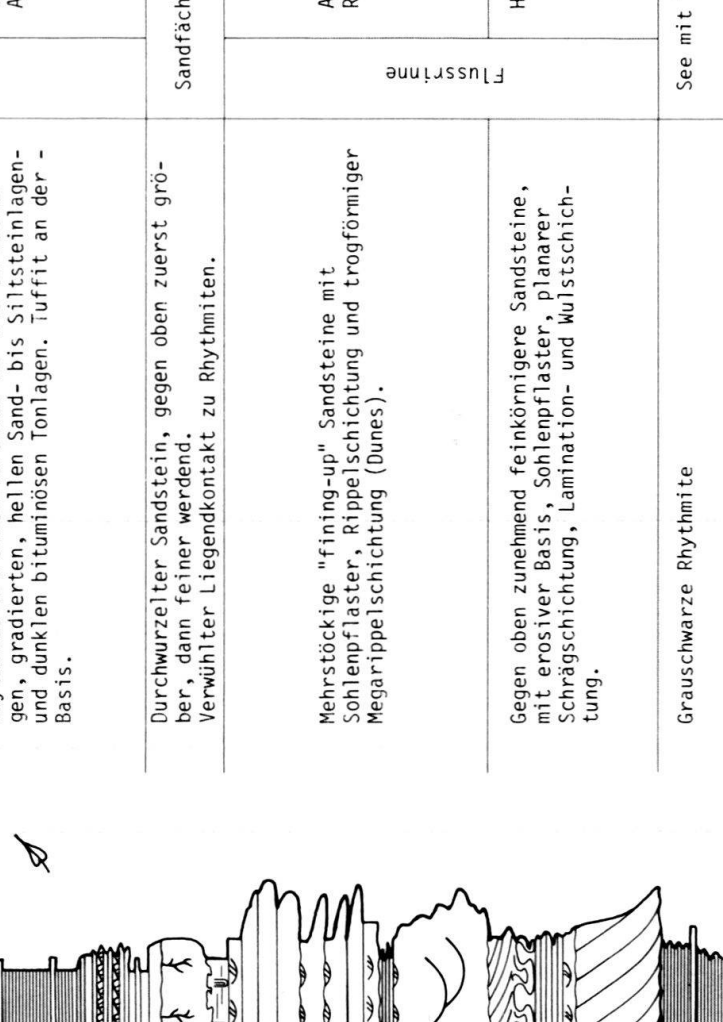 gen, gradierten, hellen Sand- bis Siltsteinlagen-
und dunklen bituminösen Tonlagen. Tuffit an der -
Basis.
Durchwurzelter Sandstein, gegen oben zuerst grö-
ber, dann feiner werdend.
Verwühlter Liegendkontakt zu Rhythmiten.
Sandfäch
Mehrstöckige "fining-up" Sandsteine mit
Sohlenpflaster, Rippelschichtung und trogförmiger
Megarippelschichtung (Dunes).
Flussrinne
Gegen oben zunehmend feinkörnigere Sandsteine,
mit erosiver Basis, Sohlenpflaster, planarer
Schrägschichtung, Lamination- und Wulstschich-
tung.
Grauschwarze Rhythmite
See mit